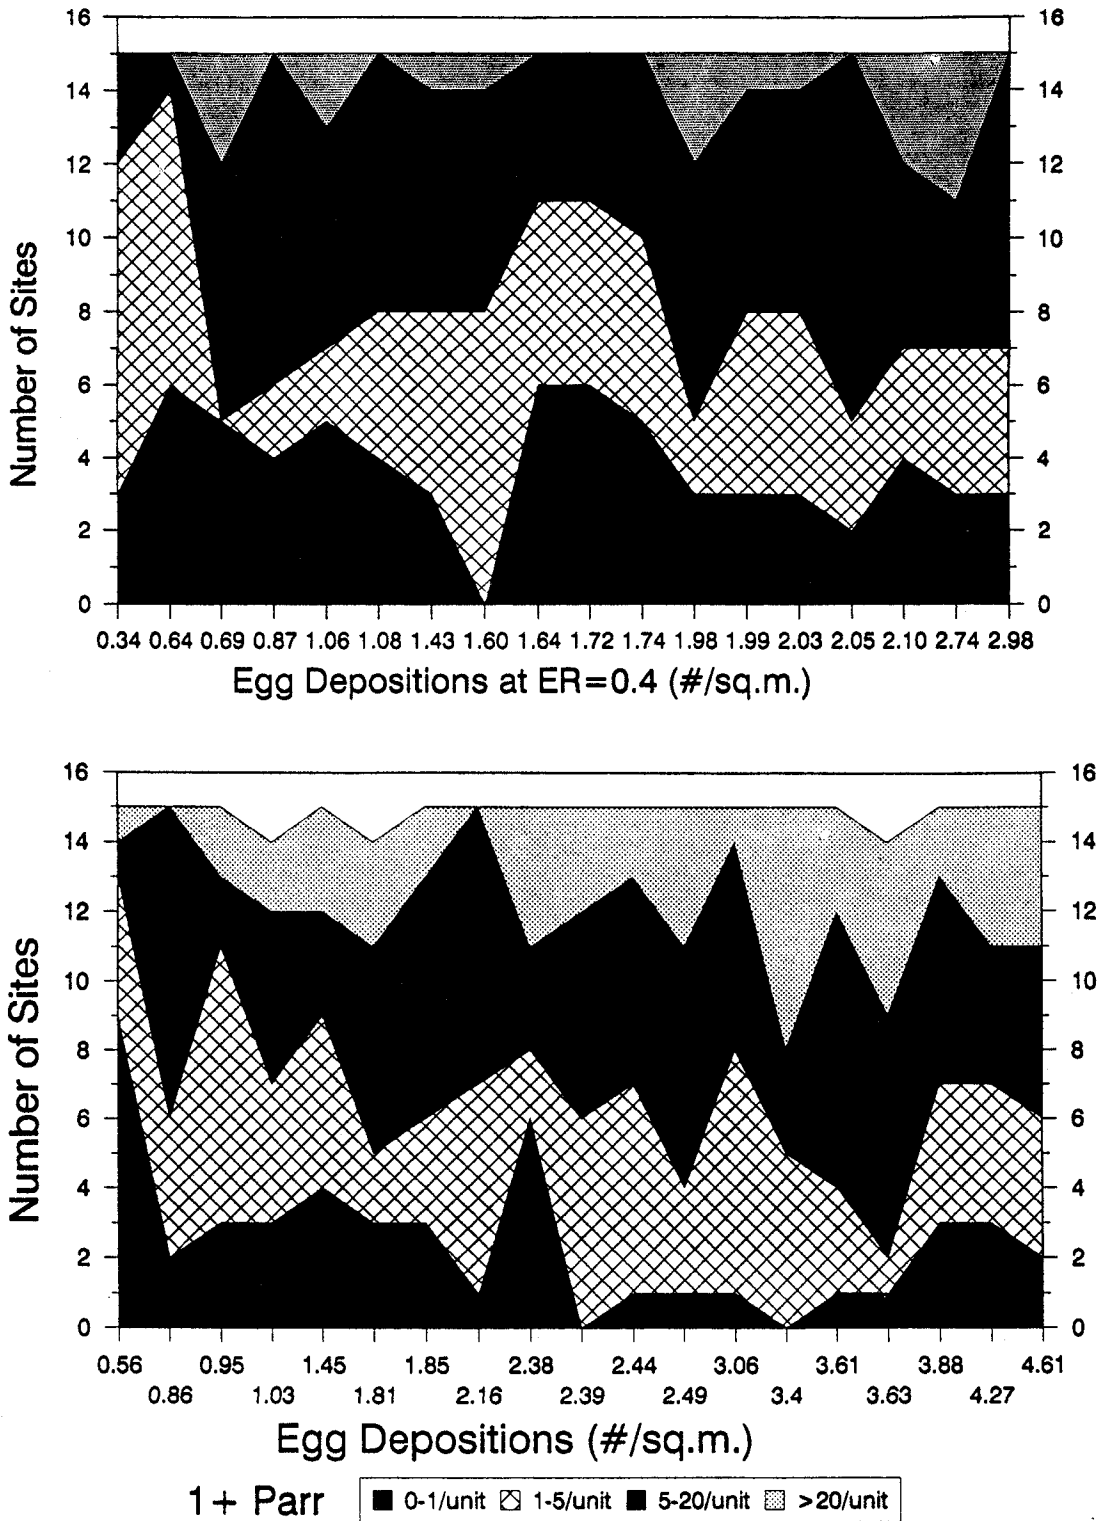 16 16
14 14
12 12
10 10
8 8
6 6
4 4
2 2
0 0
Number of Sites
0.34 0.64 0.69 0.87 1.06 1.08 1.43 1.60 1.64 1.72 1.74 1.98 1.99 2.03 2.05 2.10 2.74 2.98
Egg Depositions at ER=0.4 (#/sq.m.)
16 16
14 14
12 12
10 10
8 8
6 6
4 4
2 2
0 0
Number of Sites
0.56 0.95 1.45 1.85 2.38 2.44 3.06 3.61 3.88 4.61
0.86 1.03 1.81 2.16 2.39 2.49 3.4 3.63 4.27
Egg Depositions (#/sq.m.)
1+ Parr 0-1/unit 1-5/unit 5-20/unit >20/unit